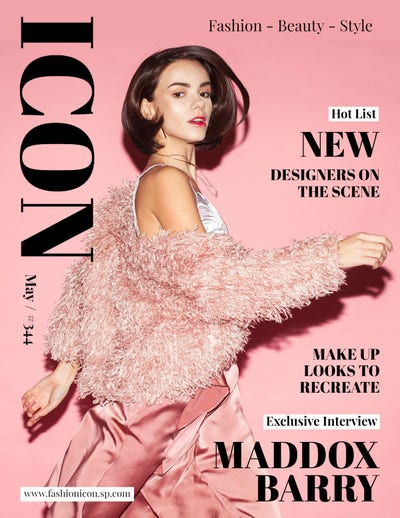 Fashion - Beauty - Style
ICON
May / #344
Hot List
NEW
DESIGNERS ON
THE SCENE
MAKE UP
LOOKS TO
RECREATE
Exclusive Interview
MADDOX
BARRY
www.fashionicon.sp.com